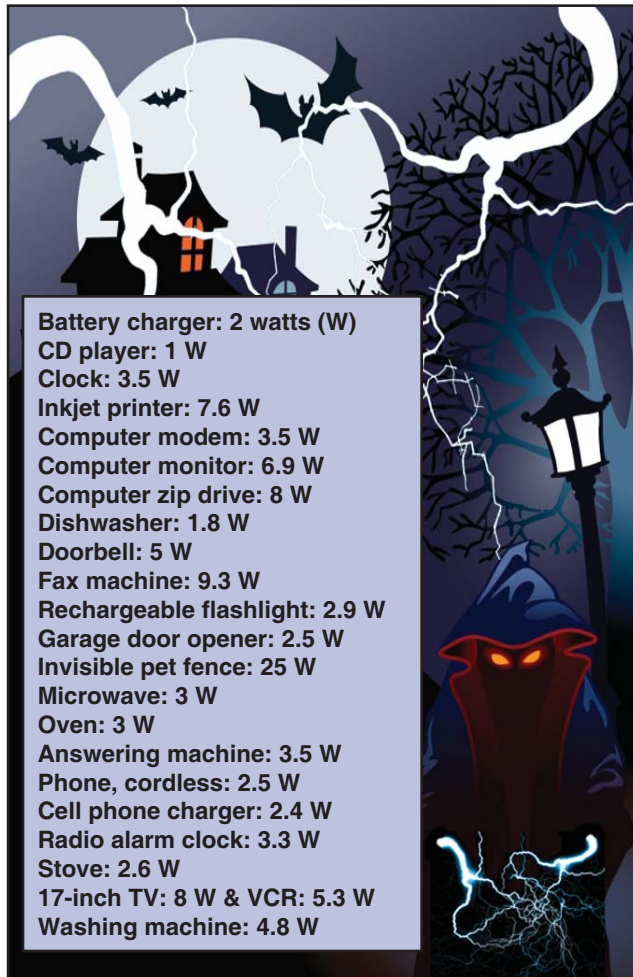 Battery charger: 2 watts (W)
CD player: 1 W
Clock: 3.5 W
Inkjet printer: 7.6 W
Computer modem: 3.5 W
Computer monitor: 6.9 W
Computer zip drive: 8 W
Dishwasher: 1.8 W
Doorbell: 5 W
Fax machine: 9.3 W
Rechargeable flashlight: 2.9 W
Garage door opener: 2.5 W
Invisible pet fence: 25 W
Microwave: 3 W
Oven: 3 W
Answering machine: 3.5 W
Phone, cordless: 2.5 W
Cell phone charger: 2.4 W
Radio alarm clock: 3.3 W
Stove: 2.6 W
17-inch TV: 8 W & VCR: 5.3 W
Washing machine: 4.8 W